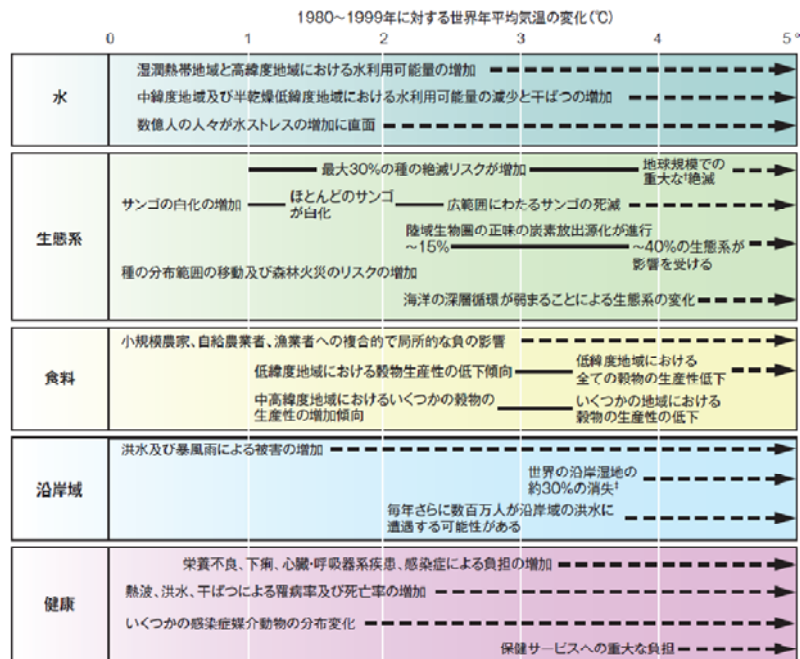 1980～1999年に対する世界年平均気温の変化(℃)
0 1 2 3 4 5°
水
湿潤熱帯地域と高緯度地域における水利用可能量の増加
中緯度地域及び半乾燥低緯度地域における水利用可能量の減少と干ばつの増加
数億人の人々が水ストレスの増加に直面
生態系
最大30%の種の絶滅リスクが増加
地球規模での
重大な†絶滅
サンゴの白化の増加
ほとんどのサンゴ
が白化
広範囲にわたるサンゴの死滅
陸域生物圏の正味の炭素放出源化が進行
～15%
～40%の生態系が
影響を受ける
種の分布範囲の移動及び森林火災のリスクの増加
海洋の深層循環が弱まることによる生態系の変化
食料
小規模農家、自給農業者、漁業者への複合的で局所的な負の影響
低緯度地域における穀物生産性の低下傾向
低緯度地域における
全ての穀物の生産性低下
中高緯度地域におけるいくつかの穀物の
生産性の増加傾向
いくつかの地域における
穀物の生産性の低下
沿岸域
洪水及び暴風雨による被害の増加
世界の沿岸湿地の
約30%の消失‡
毎年さらに数百万人が沿岸域の洪水に
遭遇する可能性がある
健康
栄養不良、下痢、心臓・呼吸器系疾患、感染症による負担の増加
熱波、洪水、干ばつによる罹病率及び死亡率の増加
いくつかの感染症媒介動物の分布変化
保健サービスへの重大な負担